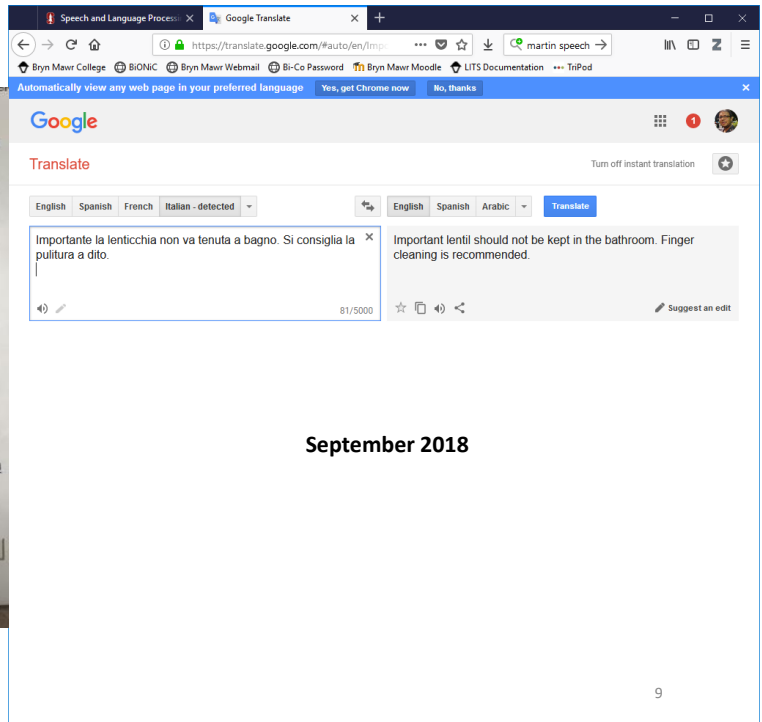 Speech and Language Processi
Google Translate
https://translate.google.com/#auto/en/Impo
martin speech
Bryn Mawr College BiONiC Bryn Mawr Webmail Bi-Co Password Bryn Mawr Moodle LITS Documentation TriPod
Automatically view any web page in your preferred language Yes, get Chrome now No, thanks
Google
1
Translate
Turn off instant translation
English Spanish French Italian - detected
English Spanish Arabic Translate
Importante la lenticchia non va tenuta a bagno. Si consiglia la
pulitura a dito.
81/5000
Important lentil should not be kept in the bathroom. Finger
cleaning is recommended.
Suggest an edit
September 2018
9